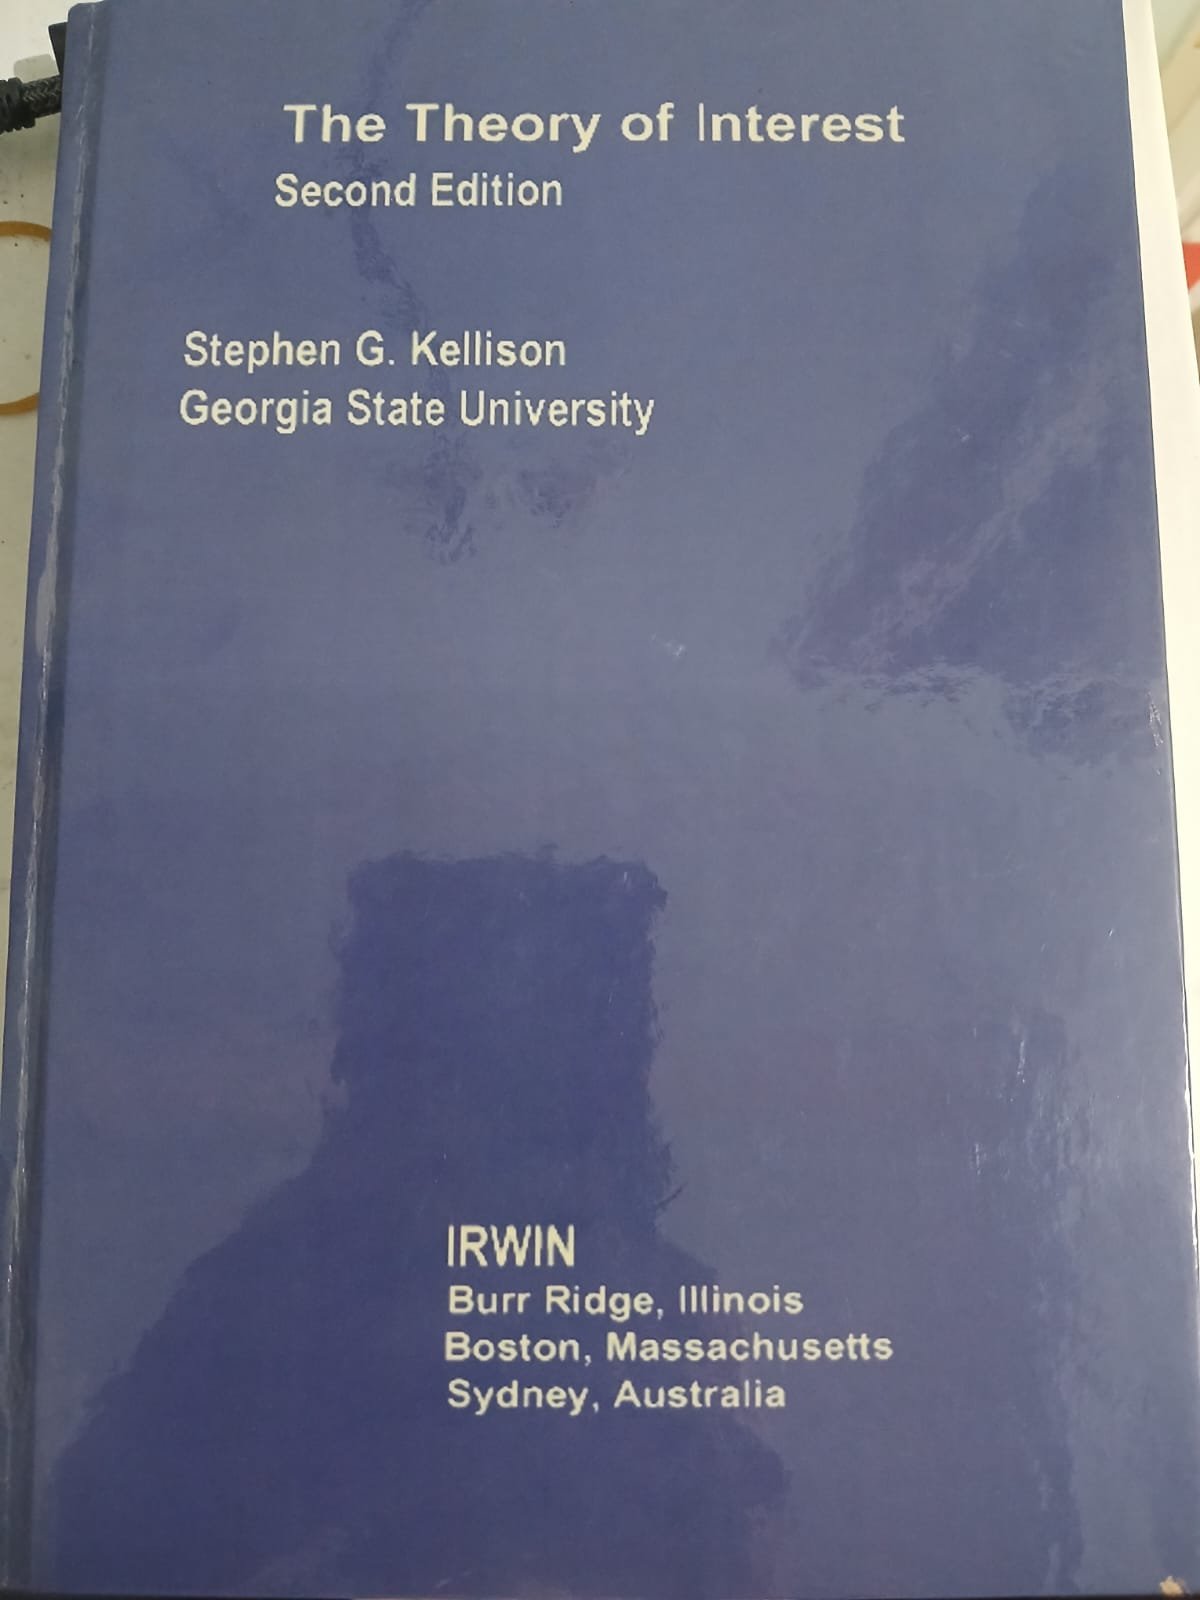 The Theory of Interest
Second Edition
Stephen G. Kellison
Georgia State University
IRWIN
Burr Ridge, Illinois
Boston, Massachusetts
Sydney, Australia